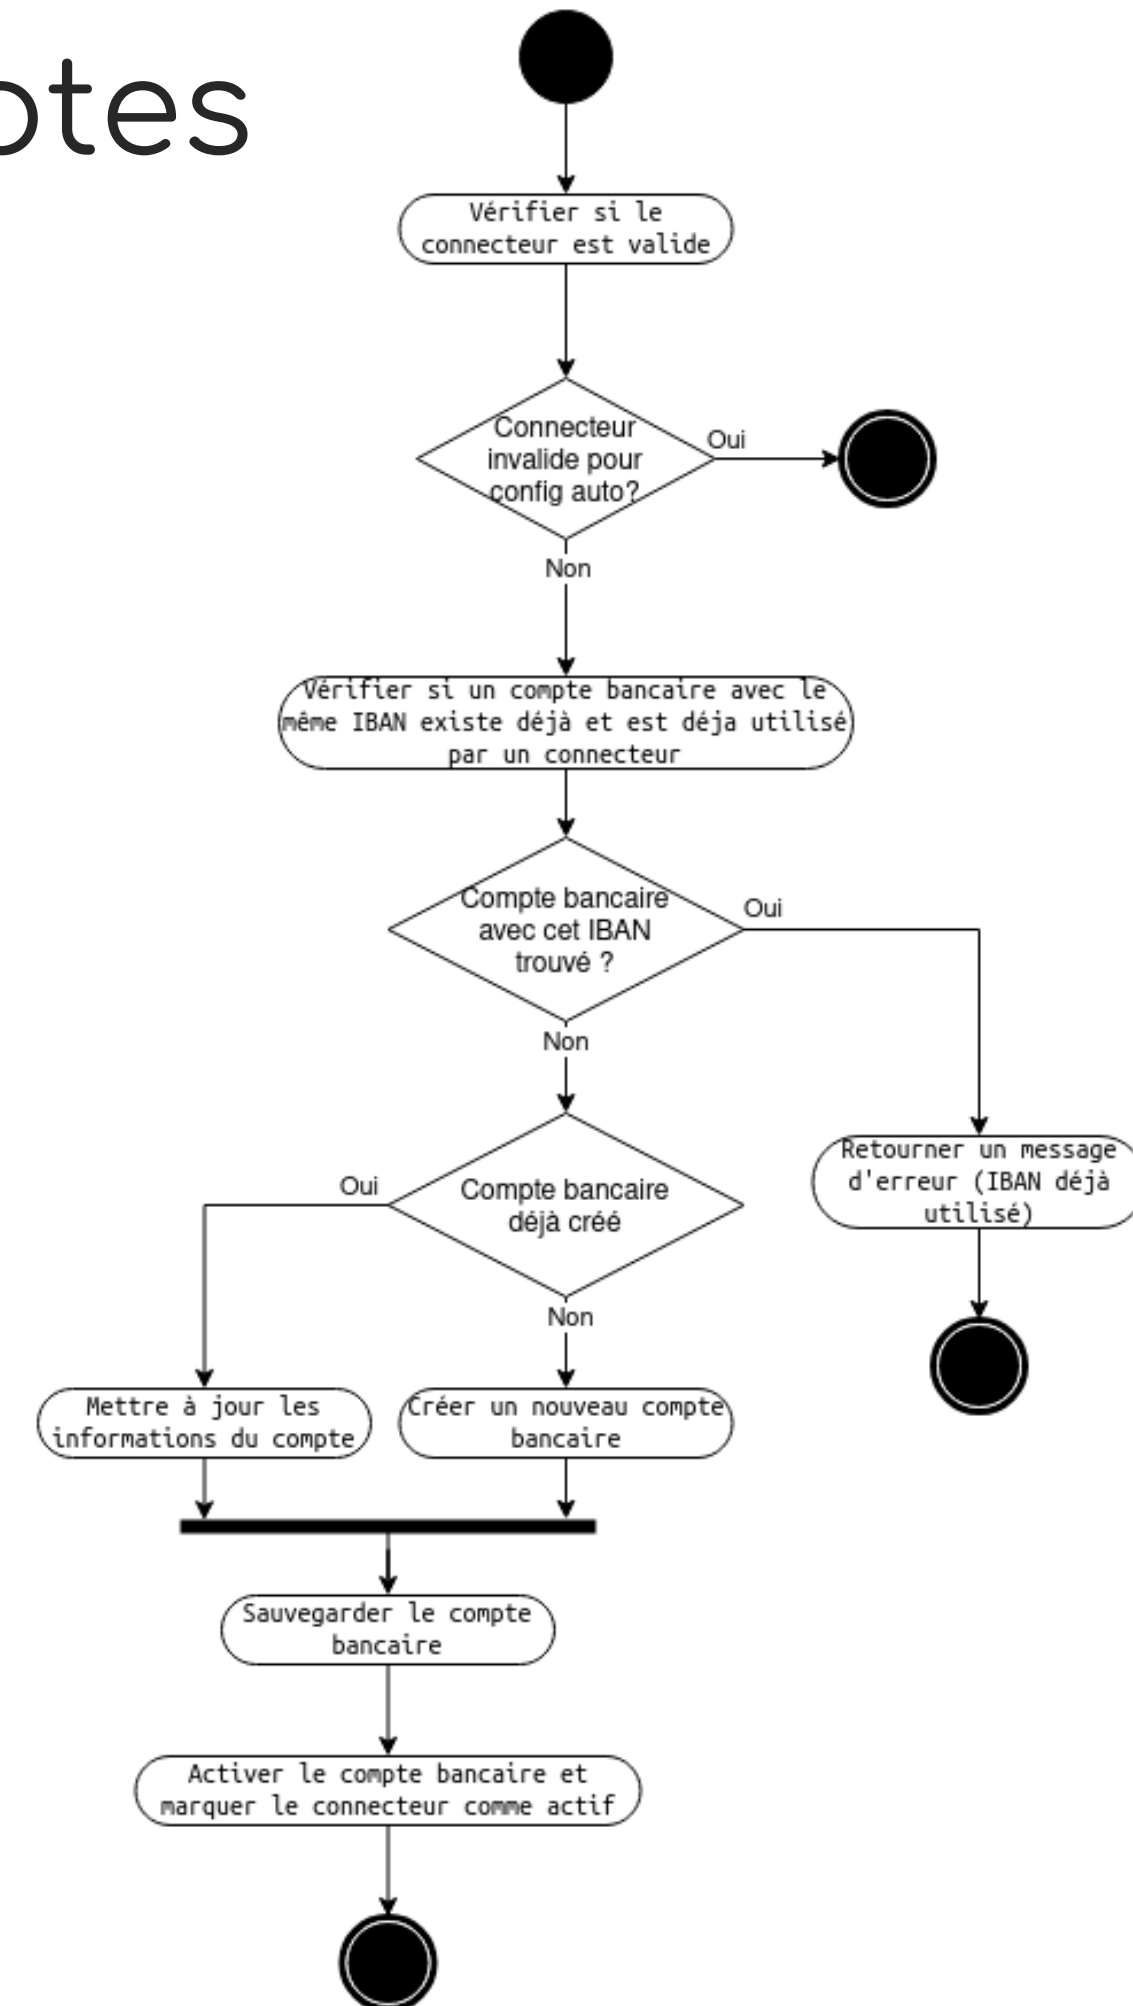 ptes
Vérifier si le
connecteur est valide
Connecteur
invalide pour
config auto?
Oui
Non
Vérifier si un compte bancaire avec le
même IBAN existe déjà et est déja utilisé
par un connecteur
Compte bancaire
avec cet IBAN
trouvé ?
Oui
Non
Compte bancaire
déjà créé
Oui
Non
Retourner un message
d'erreur (IBAN déjà
utilisé)
Mettre à jour les
informations du compte
Créer un nouveau compte
bancaire
Sauvegarder le compte
bancaire
Activer le compte bancaire et
marquer le connecteur comme actif